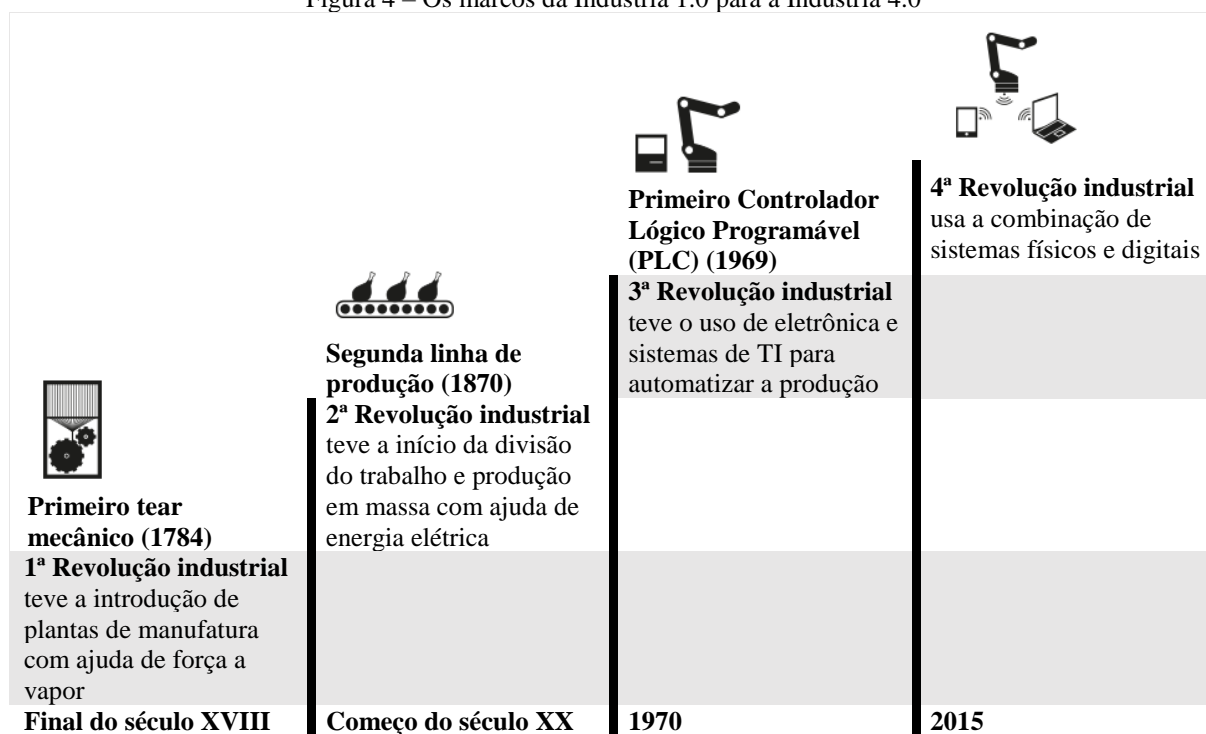 Figura 4 – Os marcos da Indústria 1.0 para a Indústria 4.0
Primeiro tear
mecânico (1784)
1ª Revolução industrial
teve a introdução de
plantas de manufatura
com ajuda de força a
vapor
Final do século XVIII
Segunda linha de
produção (1870)
2ª Revolução industrial
teve a início da divisão
do trabalho e produção
em massa com ajuda de
energia elétrica
Começo do século XX
Primeiro Controlador
Lógico Programável
(PLC) (1969)
3ª Revolução industrial
teve o uso de eletrônica e
sistemas de TI para
automatizar a produção
1970
4ª Revolução industrial
usa a combinação de
sistemas físicos e digitais
2015